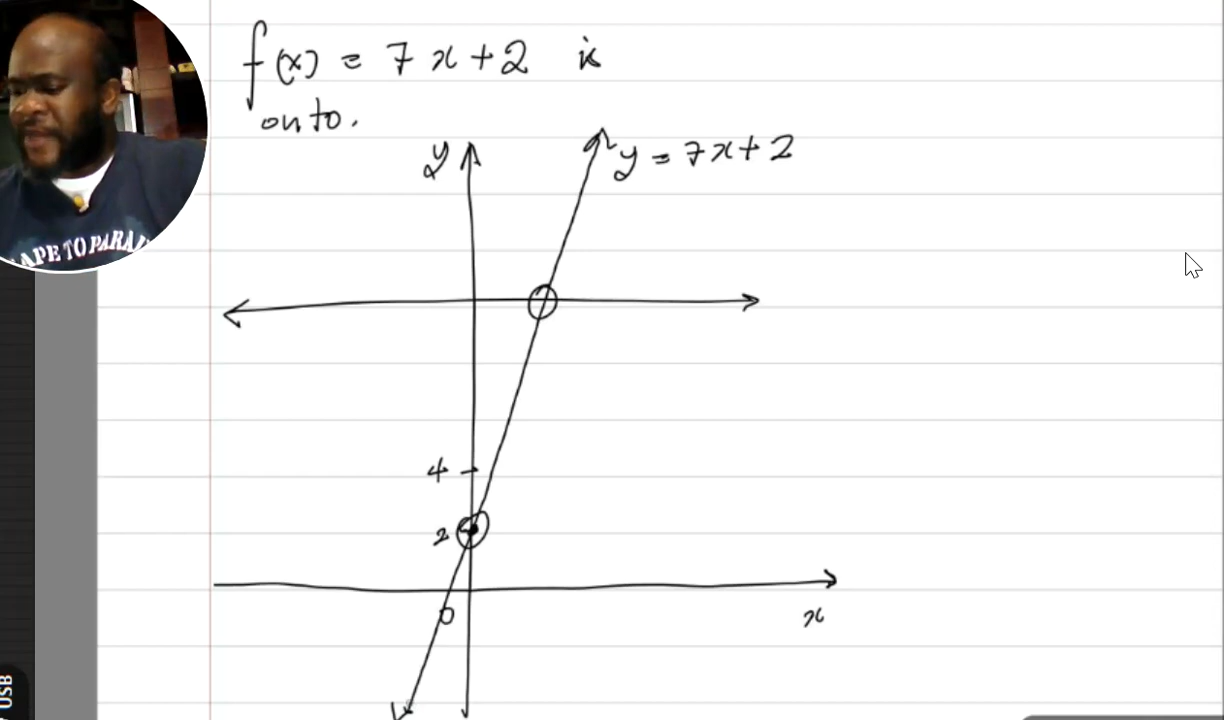 f(x) = 7x+2 is
onto.
y
y = 7x+2
4
2
0
x
APE TO PARA
USB